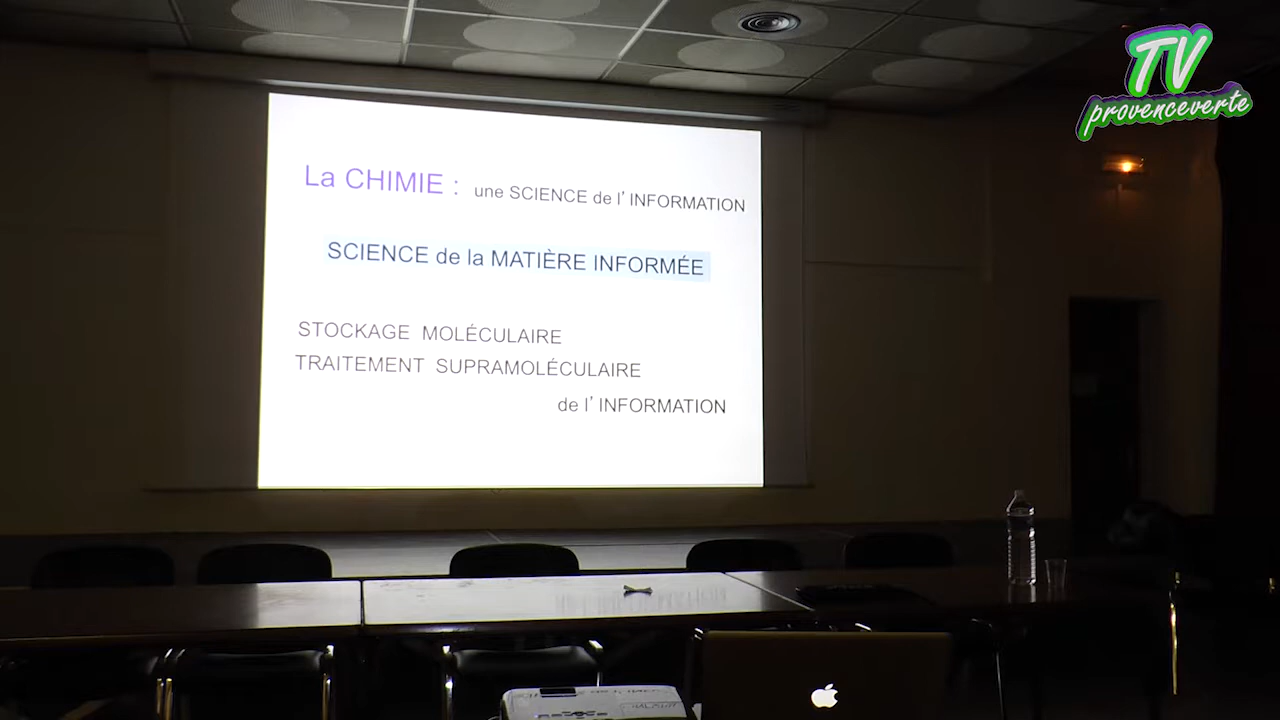 TV
provenceverte
La CHIMIE : une SCIENCE de l' INFORMATION
SCIENCE de la MATIÈRE INFORMÉE
STOCKAGE MOLÉCULAIRE
TRAITEMENT SUPRAMOLÉCULAIRE
de l' INFORMATION